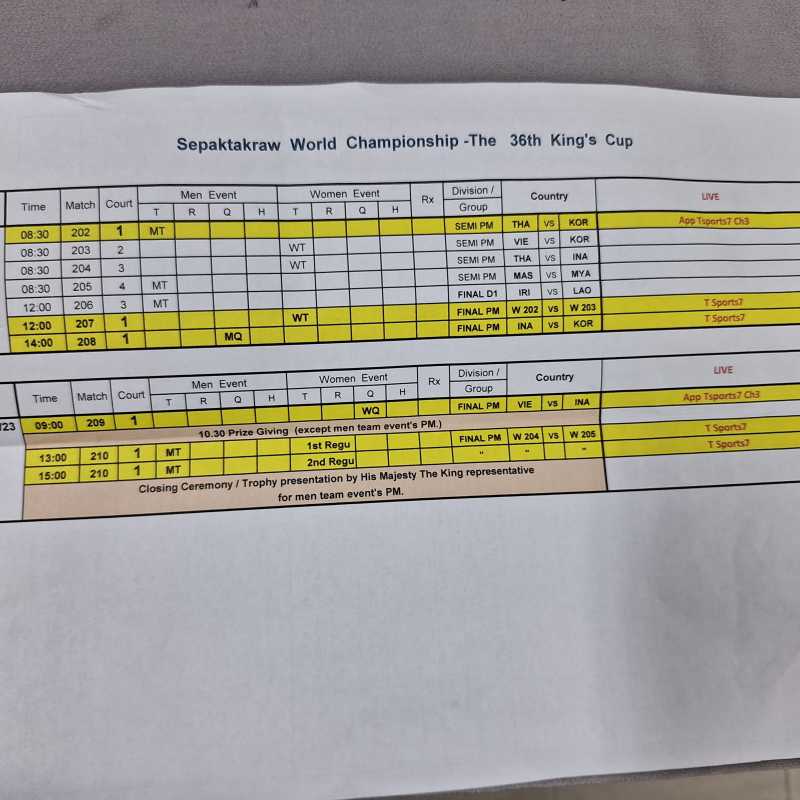 Sepaktakraw World Championship -The 36th King's Cup
Time Match Court Men Event Women Event Rx Division / Group Country LIVE
T R Q H T R Q H
08:30 202 1 MT SEMI PM THA VS KOR App Tsports7 Ch3
08:30 203 2 WT SEMI PM VIE VS KOR
08:30 204 3 WT SEMI PM THA VS INA
08:30 205 4 MT SEMI PM MAS VS MYA
12:00 206 3 MT FINAL D1 IRI VS LAO
12:00 207 1 WT FINAL PM W 202 VS W 203 T Sports7
14:00 208 1 MQ FINAL PM INA VS KOR T Sports7
Time Match Court Men Event Women Event Rx Division / Group Country LIVE
T R Q H T R Q H
09:00 209 1 WQ FINAL PM VIE VS INA App Tsports7 Ch3
10.30 Prize Giving (except men team event's PM.)
13:00 210 1 MT 1st Regu FINAL PM W 204 VS W 205 T Sports7
15:00 210 1 MT 2nd Regu " " " T Sports7
Closing Ceremony / Trophy presentation by His Majesty The King representative
for men team event's PM.